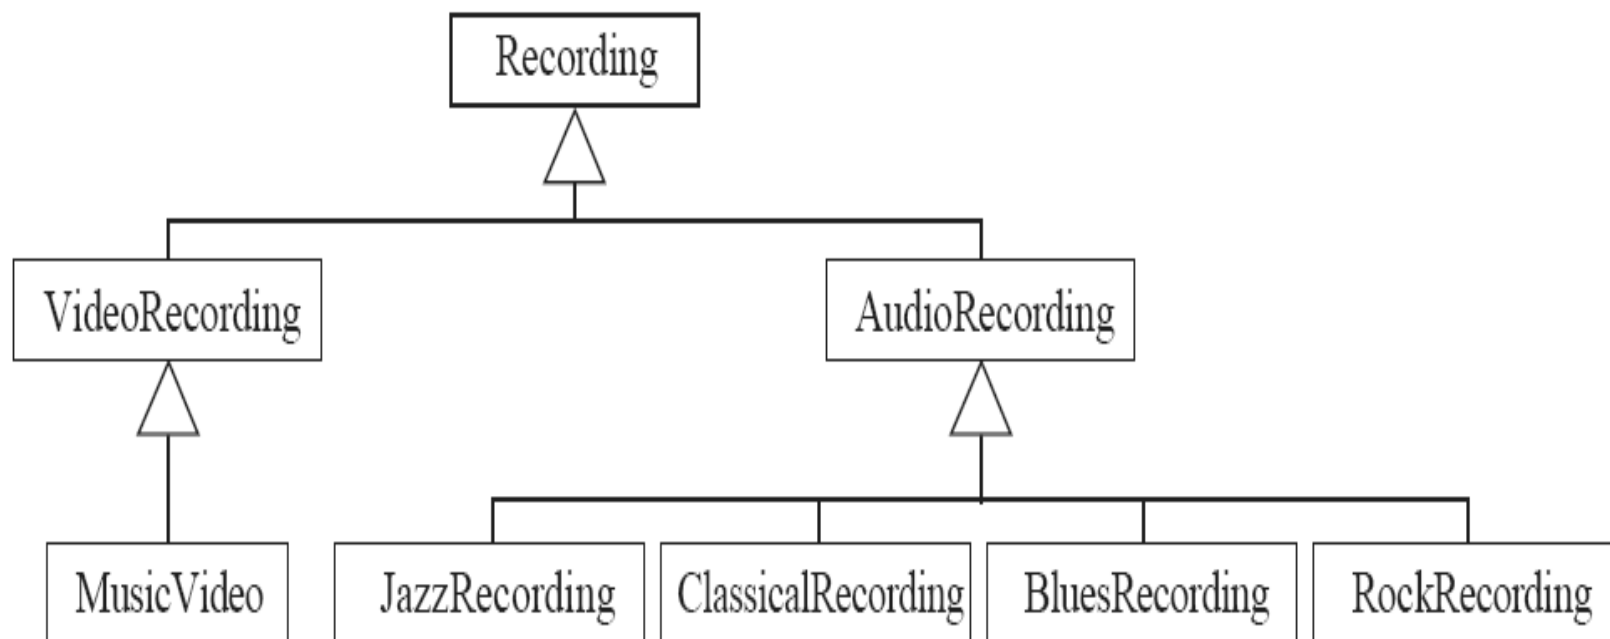 Recording
VideoRecording
AudioRecording
MusicVideo
JazzRecording
ClassicalRecording
BluesRecording
RockRecording